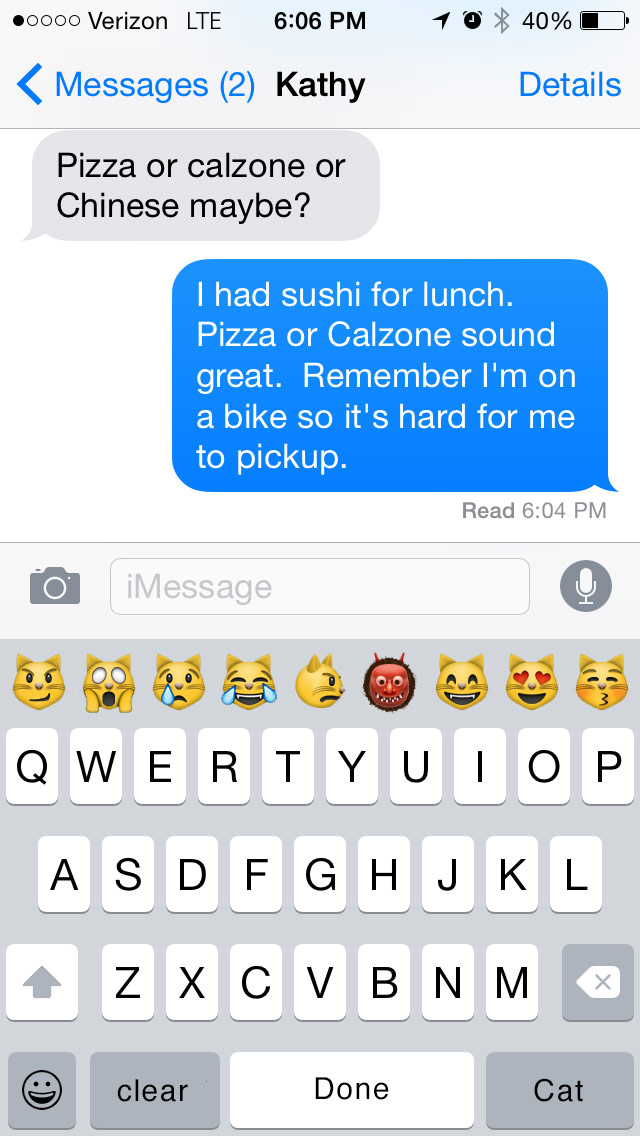 Verizon LTE 6:06 PM 40%
Messages (2) Kathy Details
Pizza or calzone or
Chinese maybe?
I had sushi for lunch.
Pizza or Calzone sound
great.  Remember I'm on
a bike so it's hard for me
to pickup.
Read 6:04 PM
iMessage
Q W E R T Y U I O P
A S D F G H J K L
Z X C V B N M
clear Done Cat